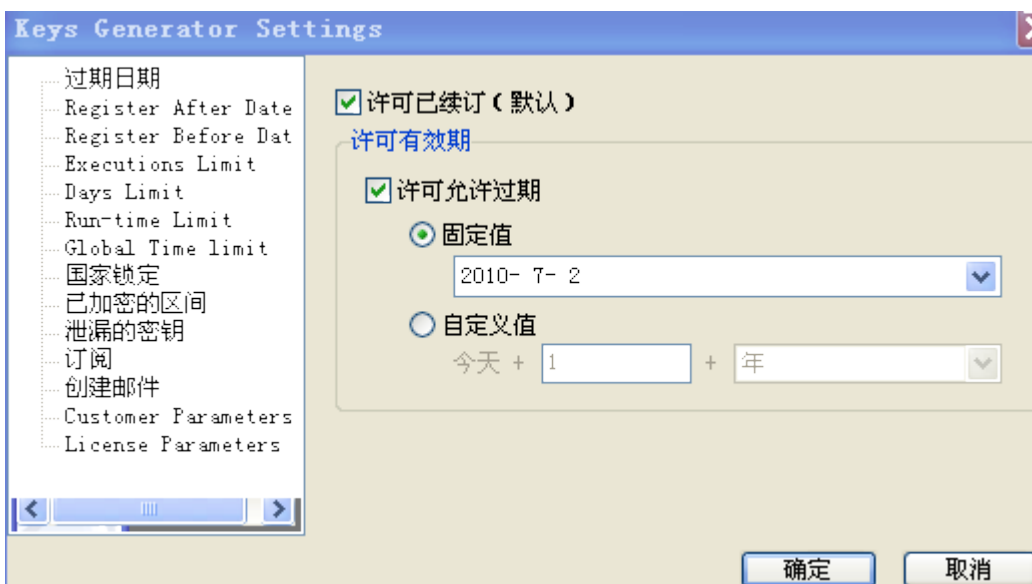 Keys Generator Settings
过期日期
Register After Date
Register Before Dat
Executions Limit
Days Limit
Run-time Limit
Global Time limit
国家锁定
已加密的区间
泄漏的密钥
订阅
创建邮件
Customer Parameters
License Parameters
许可已续订(默认)
许可有效期
许可允许过期
固定值
2010- 7- 2
自定义值
今天 + 1 + 年
确定 取消